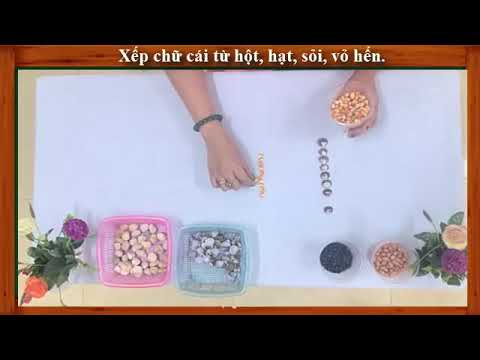 Xếp chữ cái từ hột, hạt, sỏi, vỏ hến.